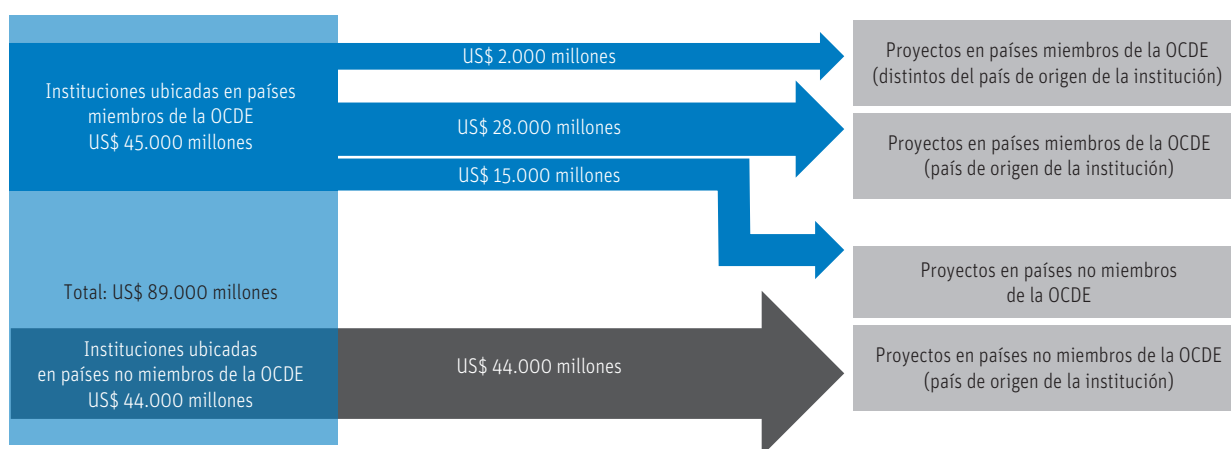 Instituciones ubicadas en países
miembros de la OCDE
US$ 45.000 millones
Total: US$ 89.000 millones
Instituciones ubicadas
en países no miembros de la OCDE
US$ 44.000 millones
US$ 2.000 millones
US$ 28.000 millones
US$ 15.000 millones
US$ 44.000 millones
Proyectos en países miembros de la OCDE
(distintos del país de origen de la institución)
Proyectos en países miembros de la OCDE
(país de origen de la institución)
Proyectos en países no miembros
de la OCDE
Proyectos en países no miembros de la OCDE
(país de origen de la institución)